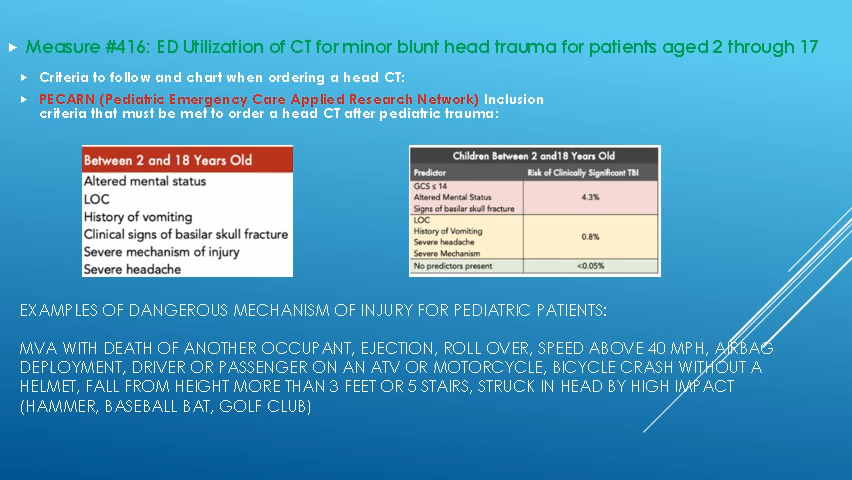 Measure #416: ED Utilization of CT for minor blunt head trauma for patients aged 2 through 17
Criteria to follow and chart when ordering a head CT:
PECARN (Pediatric Emergency Care Applied Research Network) Inclusion
criteria that must be met to order a head CT after pediatric trauma:
Between 2 and 18 Years Old
Altered mental status
LOC
History of vomiting
Clinical signs of basilar skull fracture
Severe mechanism of injury
Severe headache
Children Between 2 and18 Years Old
Predictor Risk of Clinically Significant TBI
GCS ≤ 14
Altered Mental Status 4.3%
Signs of basilar skull fracture
LOC
History of Vomiting 0.8%
Severe headache
Severe Mechanism
No predictors present <0.05%
EXAMPLES OF DANGEROUS MECHANISM OF INJURY FOR PEDIATRIC PATIENTS:
MVA WITH DEATH OF ANOTHER OCCUPANT, EJECTION, ROLL OVER, SPEED ABOVE 40 MPH, AIRBAG
DEPLOYMENT, DRIVER OR PASSENGER ON AN ATV OR MOTORCYCLE, BICYCLE CRASH WITHOUT A
HELMET, FALL FROM HEIGHT MORE THAN 3 FEET OR 5 STAIRS, STRUCK IN HEAD BY HIGH IMPACT
(HAMMER, BASEBALL BAT, GOLF CLUB)